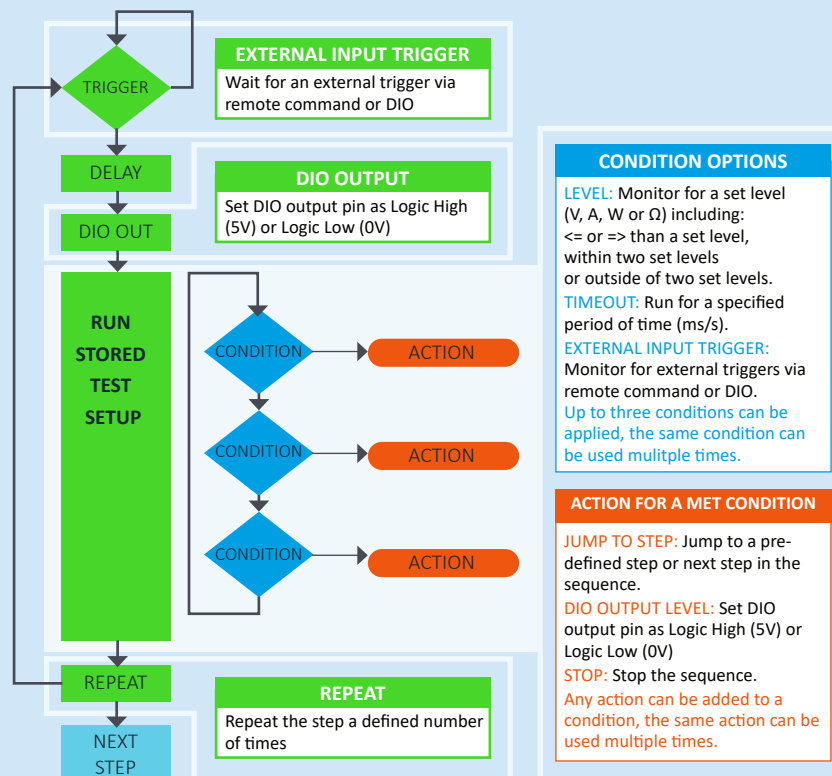 TRIGGER
EXTERNAL INPUT TRIGGER
Wait for an external trigger via
remote command or DIO
DELAY
DIO OUT
DIO OUTPUT
Set DIO output pin as Logic High
(5V) or Logic Low (0V)
RUN
STORED
TEST
SETUP
CONDITION
ACTION
CONDITION
ACTION
CONDITION
ACTION
REPEAT
REPEAT
Repeat the step a defined number
of times
NEXT
STEP
CONDITION OPTIONS
LEVEL: Monitor for a set level
(V, A, W or Ω) including:
<= or => than a set level,
within two set levels
or outside of two set levels.
TIMEOUT: Run for a specified
period of time (ms/s).
EXTERNAL INPUT TRIGGER:
Monitor for external triggers via
remote command or DIO.
Up to three conditions can be
applied, the same condition can
be used mulitple times.
ACTION FOR A MET CONDITION
JUMP TO STEP: Jump to a pre-
defined step or next step in the
sequence.
DIO OUTPUT LEVEL: Set DIO
output pin as Logic High (5V) or
Logic Low (0V)
STOP: Stop the sequence.
Any action can be added to a
condition, the same action can be
used multiple times.